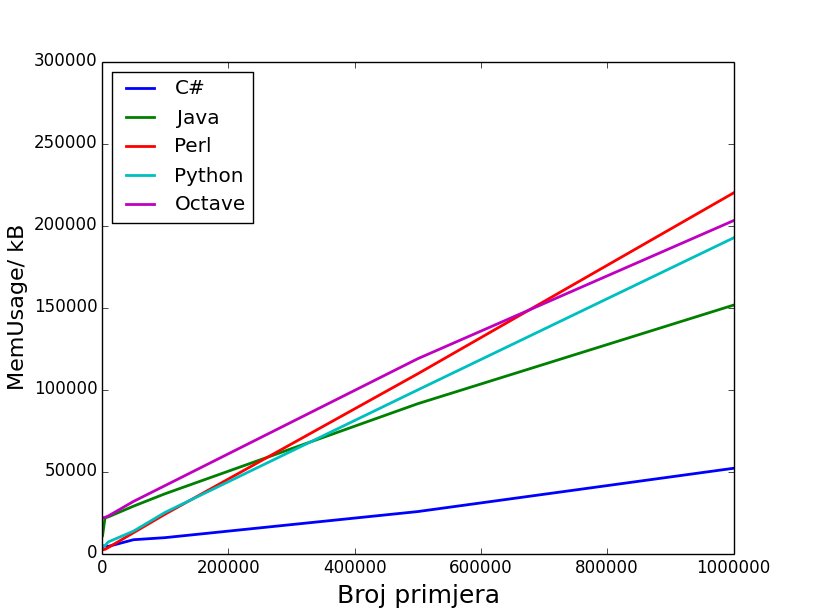 300000
250000
200000
150000
100000
50000
0
MemUsage/ kB
C#
Java
Perl
Python
Octave
0
200000
400000
600000
800000
1000000
Broj primjera